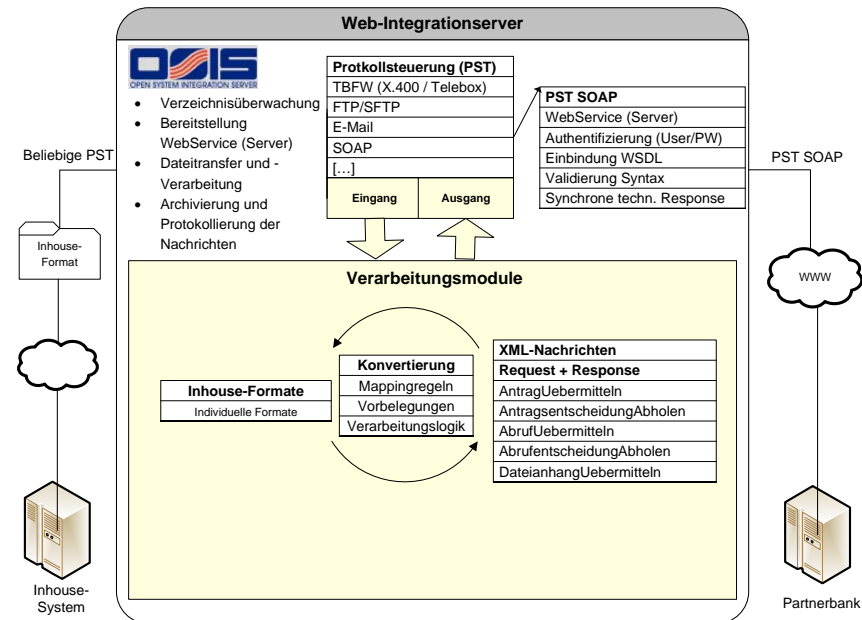 Web-Integrationserver
OSIS
OPEN SYSTEM INTEGRATION SERVER
• Verzeichnisüberwachung
• Bereitstellung
WebService (Server)
• Dateitransfer und -
Verarbeitung
• Archivierung und
Protokollierung der
Nachrichten
Protkollsteuerung (PST)
TBFW (X.400 / Telebox)
FTP/SFTP
E-Mail
SOAP
[…]
Eingang
Ausgang
PST SOAP
WebService (Server)
Authentifizierung (User/PW)
Einbindung WSDL
Validierung Syntax
Synchrone techn. Response
Beliebige PST
Inhouse-
Format
Inhouse-
System
PST SOAP
www
Partnerbank
Verarbeitungsmodule
Inhouse-Formate
Individuelle Formate
Konvertierung
Mappingregeln
Vorbelegungen
Verarbeitungslogik
XML-Nachrichten
Request + Response
AntragUebermitteln
AntragsentscheidungAbholen
AbrufUebermitteln
AbrufentscheidungAbholen
DateianhangUebermitteln